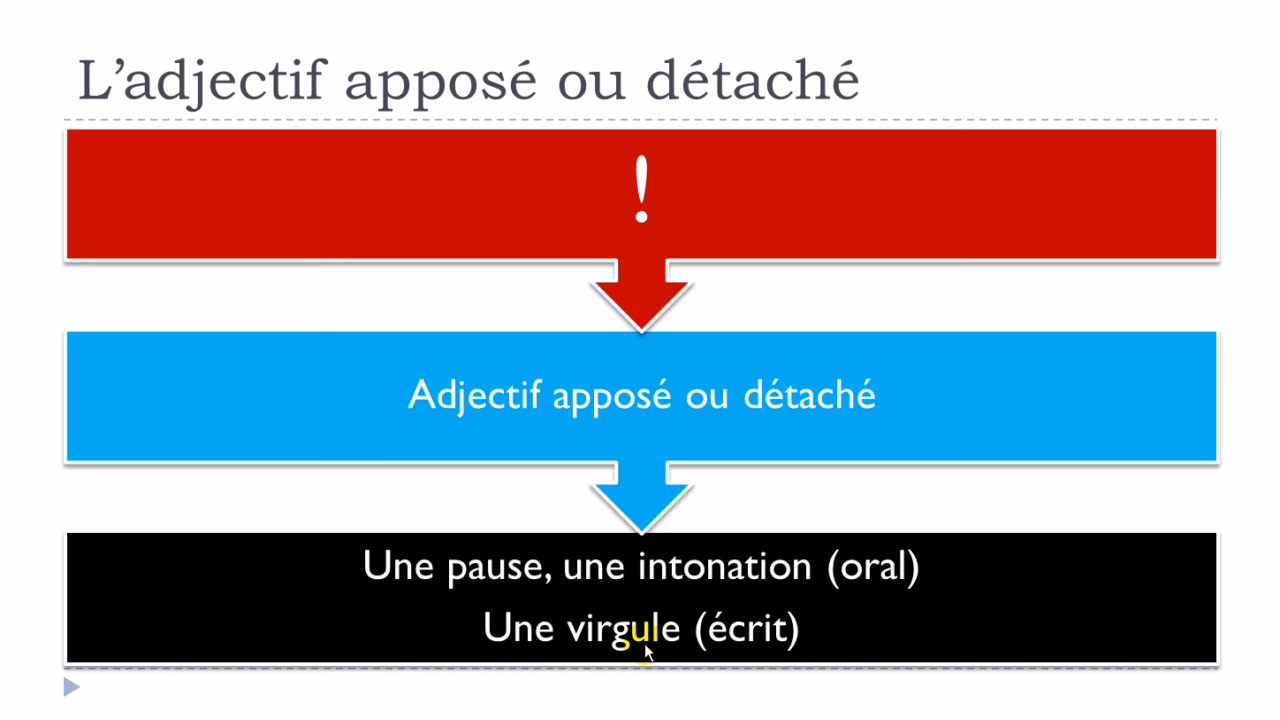 L’adjectif apposé ou détaché
!
Adjectif apposé ou détaché
Une pause, une intonation (oral)
Une virgule (écrit)